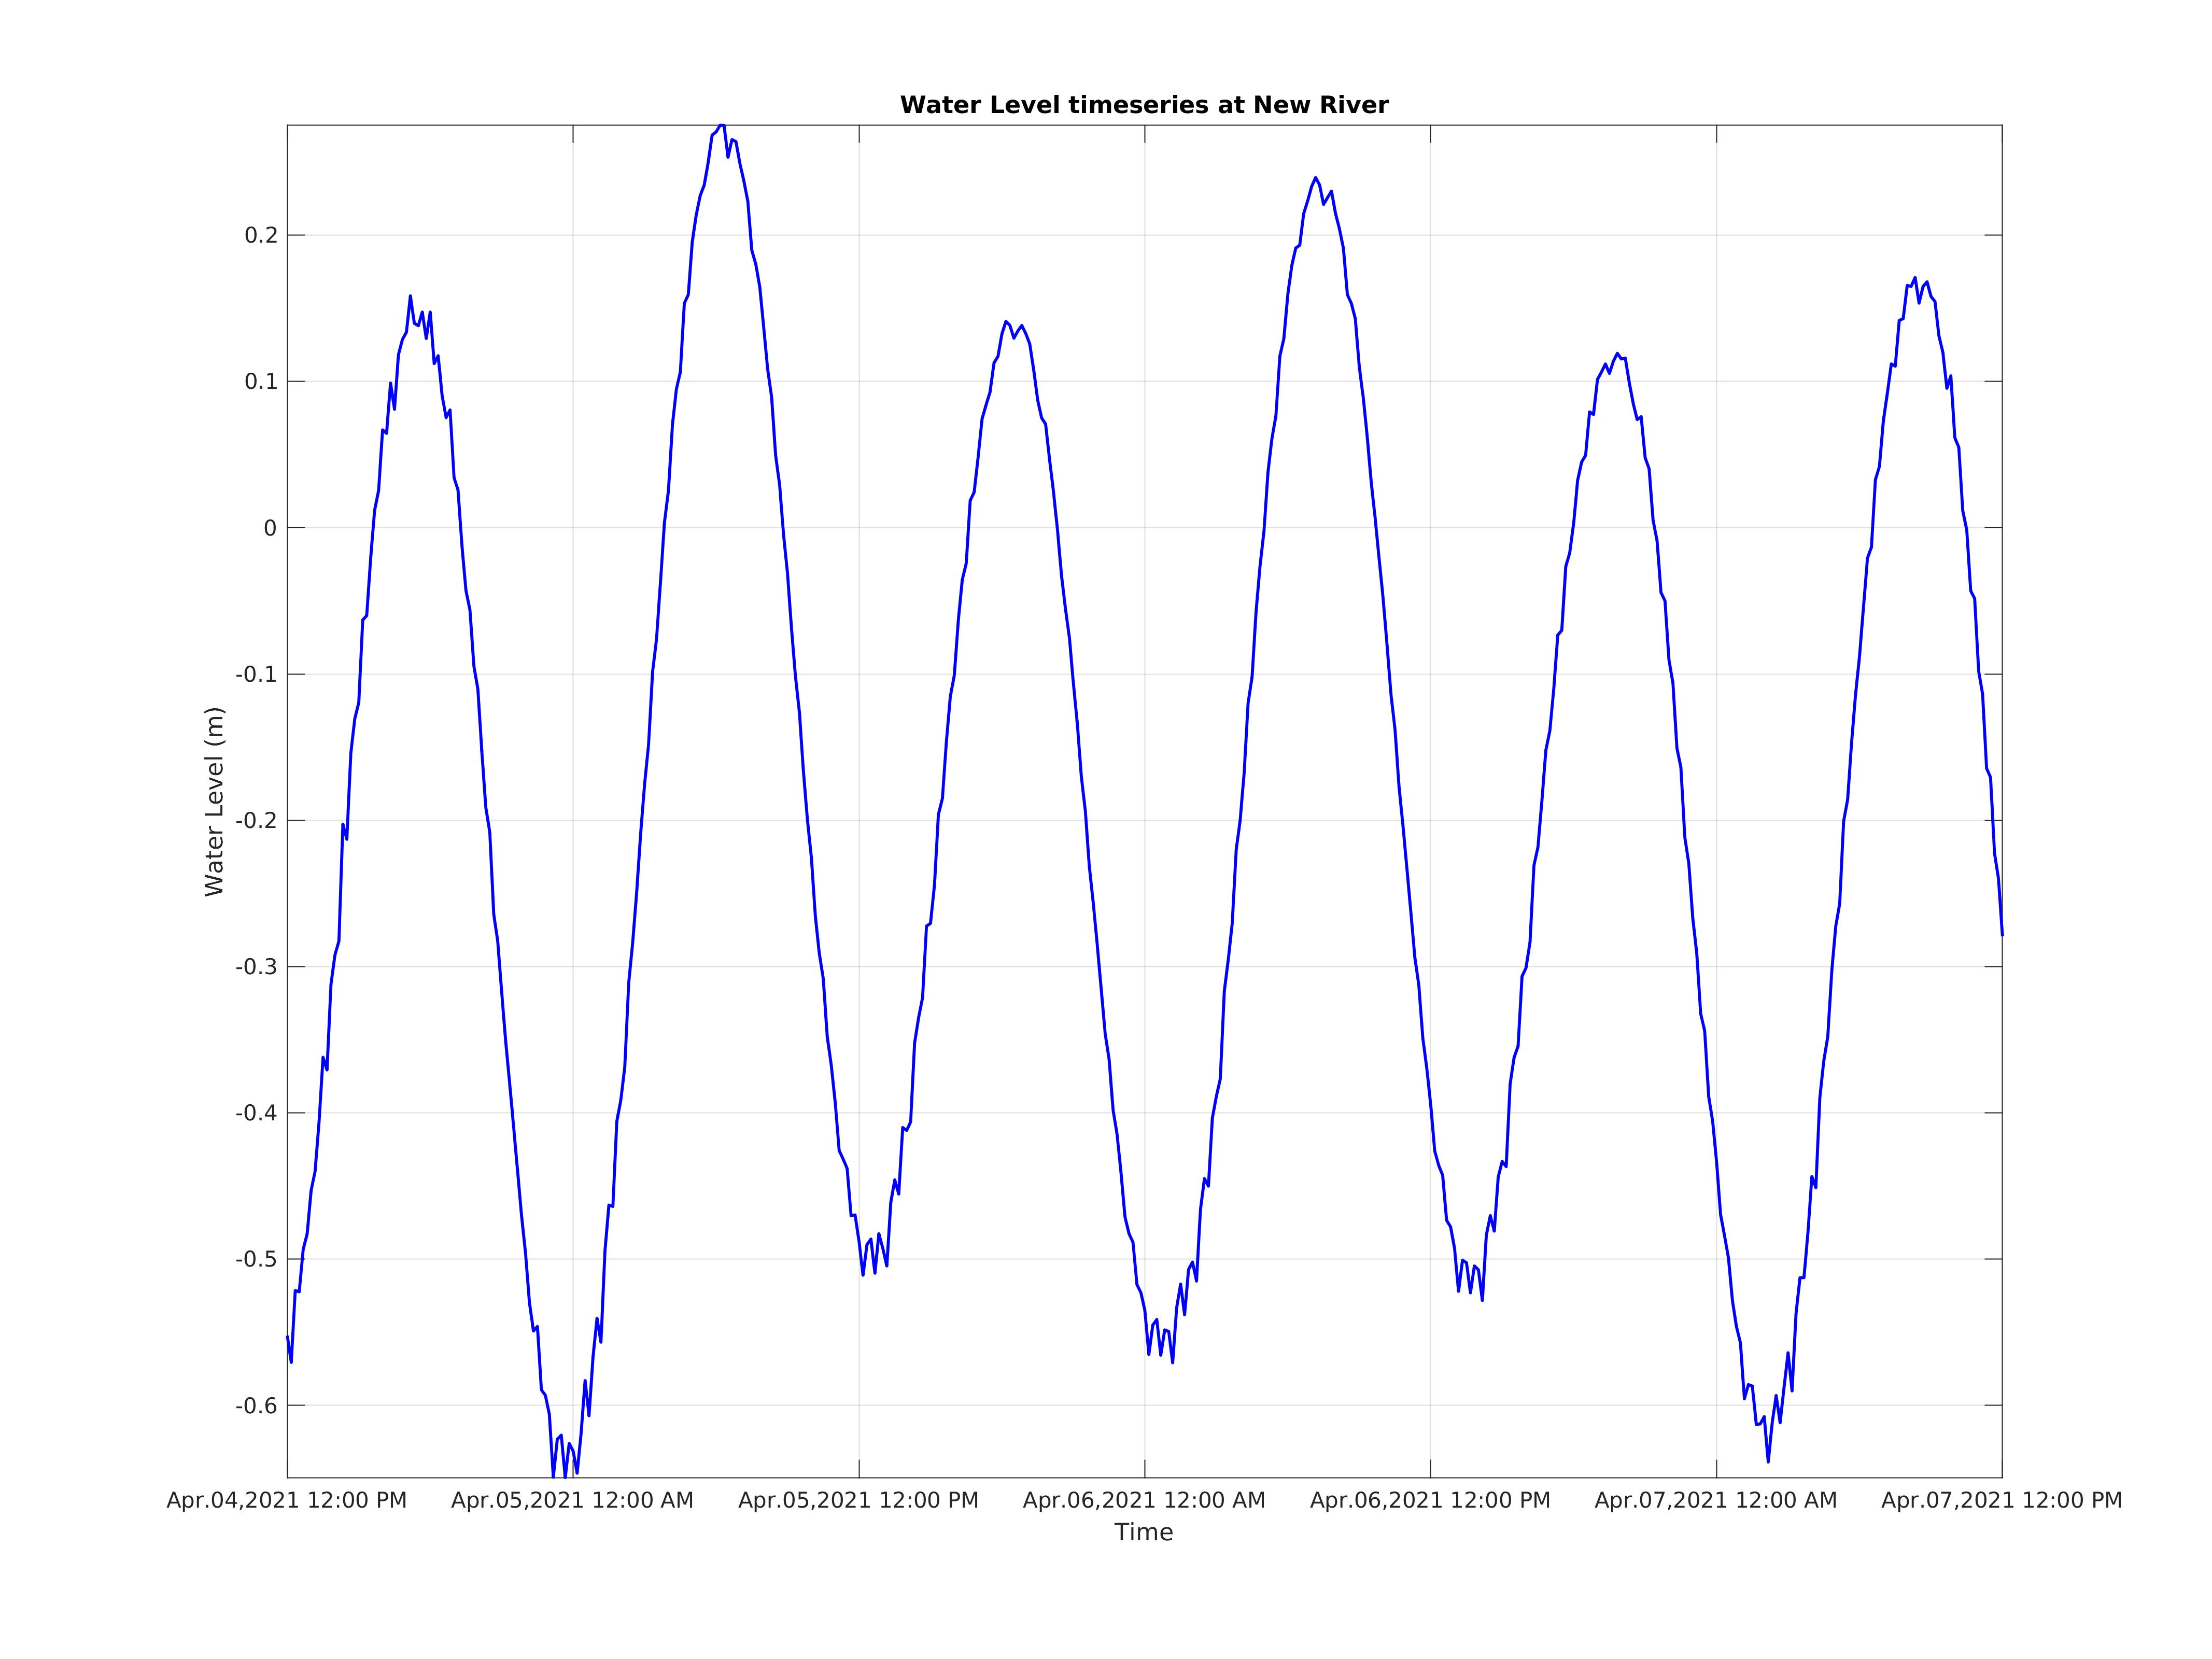 Water Level timeseries at New River
0.2
0.1
0
-0.1
-0.2
-0.3
-0.4
-0.5
-0.6
Water Level (m)
Apr.04,2021 12:00 PM Apr.05,2021 12:00 AM Apr.05,2021 12:00 PM Apr.06,2021 12:00 AM Apr.06,2021 12:00 PM Apr.07,2021 12:00 AM Apr.07,2021 12:00 PM
Time